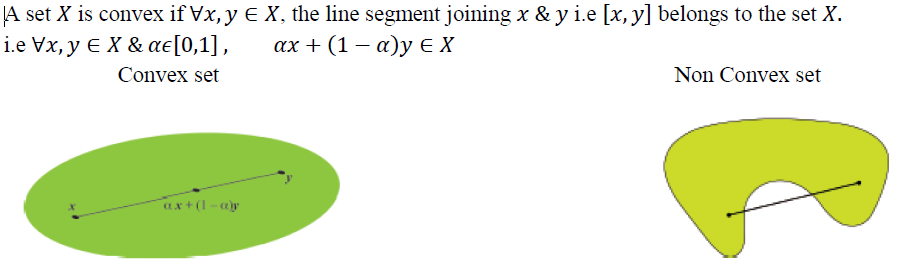 A set X is convex if ∀x, y ∈ X, the line segment joining x & y i.e [x, y] belongs to the set X.
i.e ∀x, y ∈ X & αϵ[0,1] , αx + (1 − α)y ∈ X
Convex set Non Convex set
y
x αx+(1−α)y